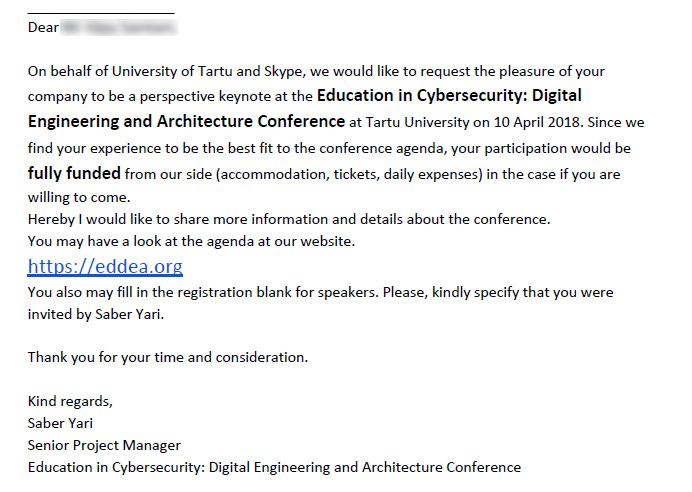 Dear
On behalf of University of Tartu and Skype, we would like to request the pleasure of your
company to be a perspective keynote at the Education in Cybersecurity: Digital
Engineering and Architecture Conference at Tartu University on 10 April 2018. Since we
find your experience to be the best fit to the conference agenda, your participation would be
fully funded from our side (accommodation, tickets, daily expenses) in the case if you are
willing to come.
Hereby I would like to share more information and details about the conference.
You may have a look at the agenda at our website.
https://eddea.org
You also may fill in the registration blank for speakers. Please, kindly specify that you were
invited by Saber Yari.
Thank you for your time and consideration.
Kind regards,
Saber Yari
Senior Project Manager
Education in Cybersecurity: Digital Engineering and Architecture Conference